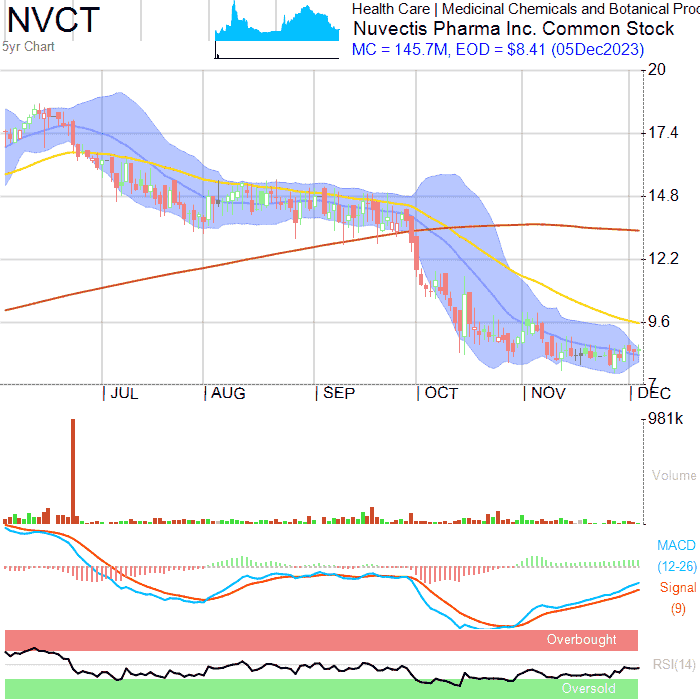 NVCT
5yr Chart
Health Care | Medicinal Chemicals and Botanical Proc
Nuvectis Pharma Inc. Common Stock
MC = 145.7M, EOD = $8.41 (05Dec2023)
20
17.4
14.8
12.2
9.6
7
JUL AUG SEP OCT NOV DEC
981k
Volume
MACD
(12-26)
Signal
(9)
Overbought
RSI(14)
Oversold